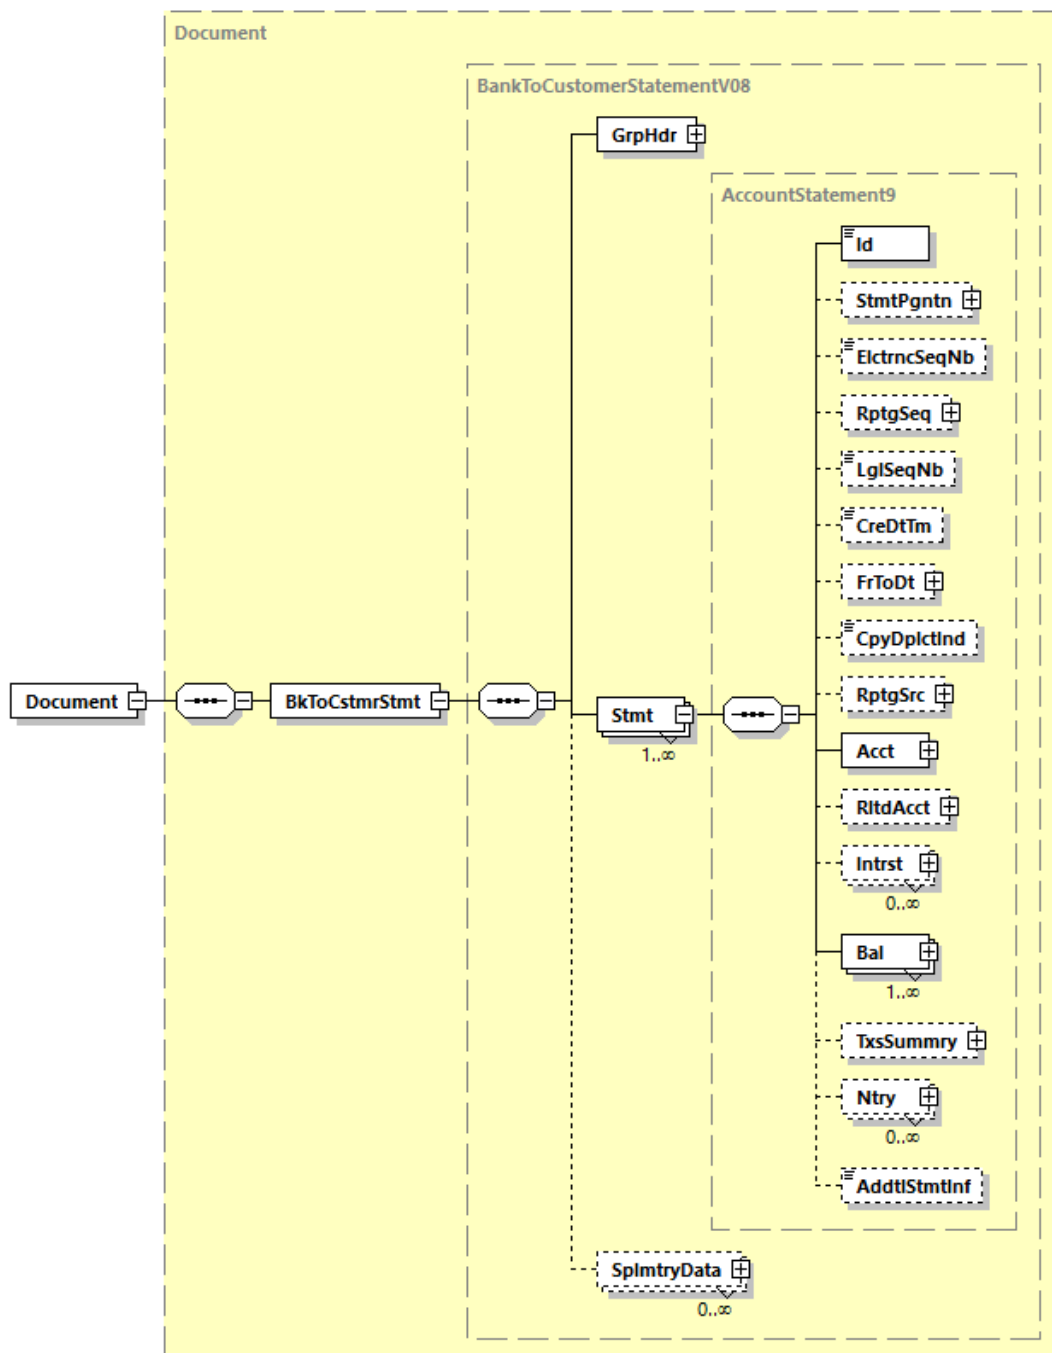 Document
BankToCustomerStatementV08
GrpHdr
AccountStatement9
Id
StmtPgntn
ElctrncSeqNb
RptgSeq
LglSeqNb
CreDtTm
FrToDt
CpyDplctInd
RptgSrc
Document
BkToCstmrStmt
Stmt
1..∞
Acct
RltdAcct
Intrst
0..∞
Bal
1..∞
TxsSummry
Ntry
0..∞
AddtlStmtInf
SplmtryData
0..∞